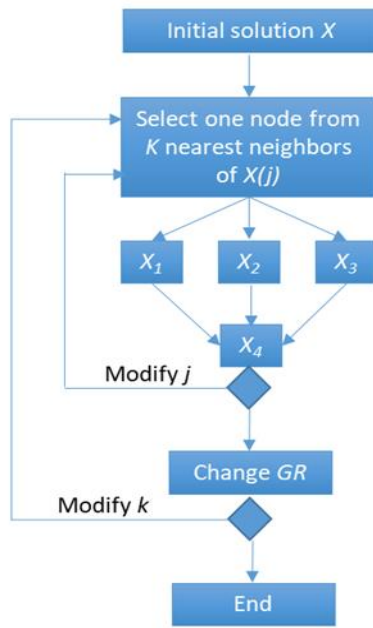 Initial solution X
Select one node from
K nearest neighbors
of X(j)
X1
X2
X3
X4
Modify j
Change GR
Modify k
End